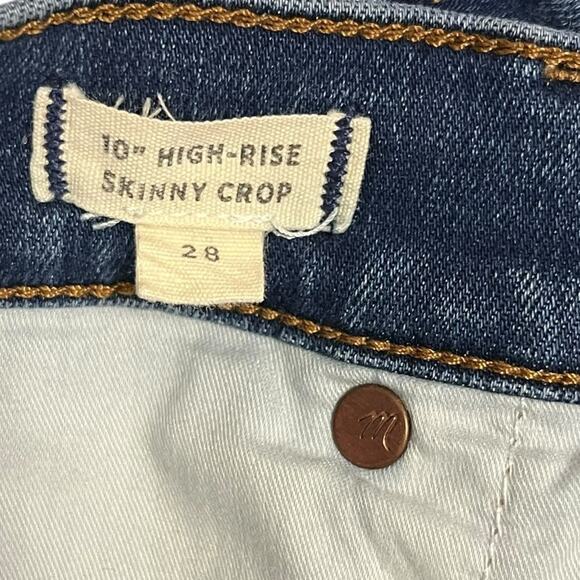 10" HIGH-RISE
SKINNY CROP
28
m